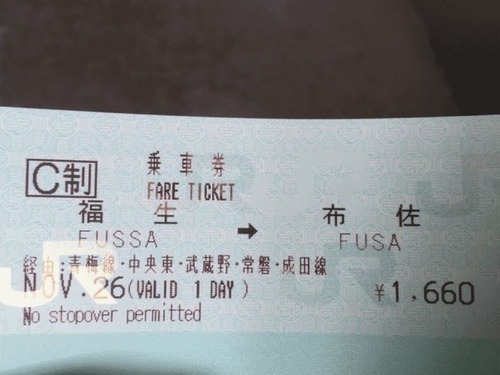 C制 乗車券
FARE TICKET
福生 → 布佐
FUSSA FUSA
経由:青梅線・中央東・武蔵野・常磐・成田線
NOV.26(VALID 1 DAY) ¥1,660
No stopover permitted
JR
JR